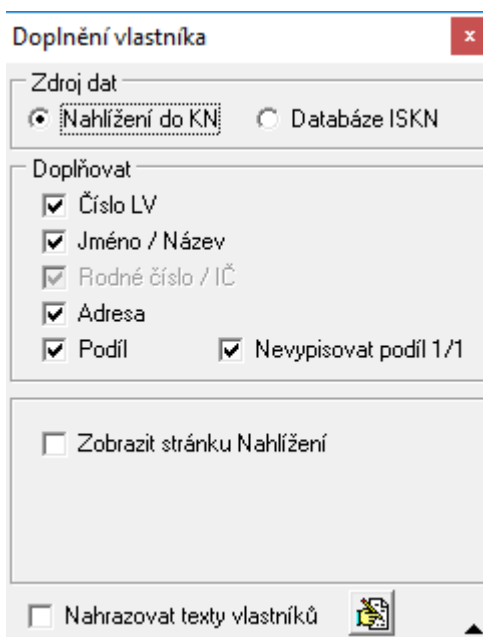 Doplnění vlastníka
Zdroj dat
Nahlížení do KN
Databáze ISKN
Doplňovat
Číslo LV
Jméno / Název
Rodné číslo / IČ
Adresa
Podíl
Nevypisovat podíl 1/1
Zobrazit stránku Nahlížení
Nahrazovat texty vlastníků